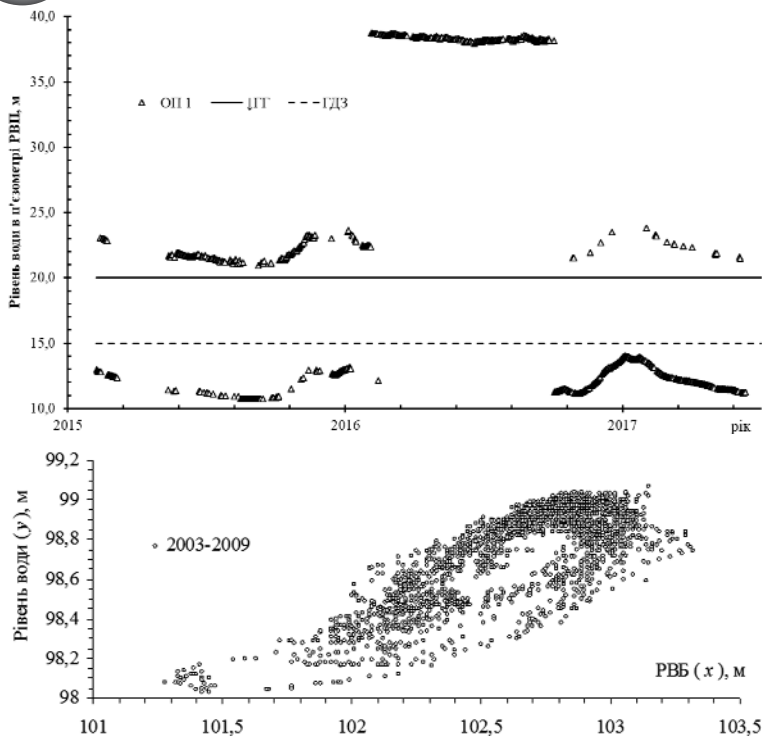 40,0
35,0
30,0
25,0
20,0
15,0
10,0
Рівень води в п'єзометрі РВП, м
ОП 1
ГДЗ
2015 2016 2017 рік
99,2
99
98,8
98,6
98,4
98,2
98
Рівень води (y), м
2003-2009
РВБ (x), м
101 101,5 102 102,5 103 103,5